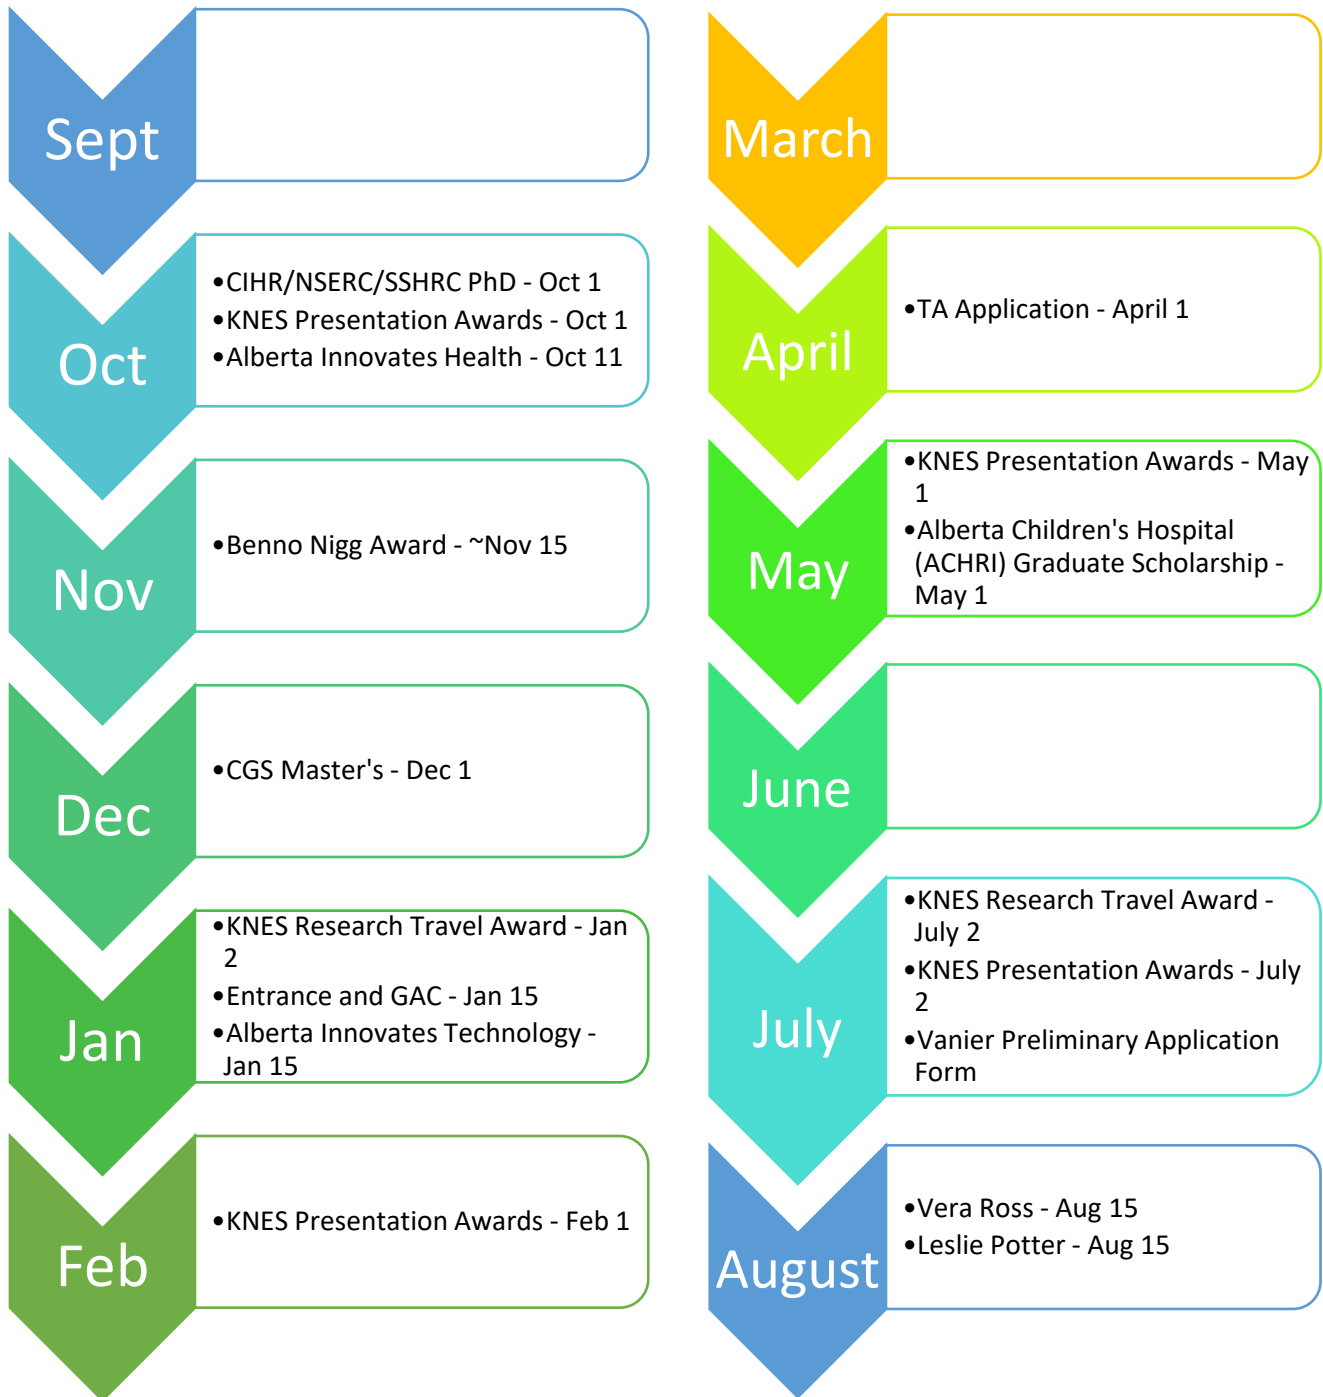 Sept
Oct
•CIHR/NSERC/SSHRC PhD - Oct 1
•KNES Presentation Awards - Oct 1
•Alberta Innovates Health - Oct 11
Nov
•Benno Nigg Award - ~Nov 15
Dec
•CGS Master's - Dec 1
Jan
•KNES Research Travel Award - Jan
2
•Entrance and GAC - Jan 15
•Alberta Innovates Technology -
Jan 15
Feb
•KNES Presentation Awards - Feb 1
March
April
•TA Application - April 1
May
•KNES Presentation Awards - May
1
•Alberta Children's Hospital
(ACHRI) Graduate Scholarship -
May 1
June
July
•KNES Research Travel Award -
July 2
•KNES Presentation Awards - July
2
•Vanier Preliminary Application
Form
August
•Vera Ross - Aug 15
•Leslie Potter - Aug 15